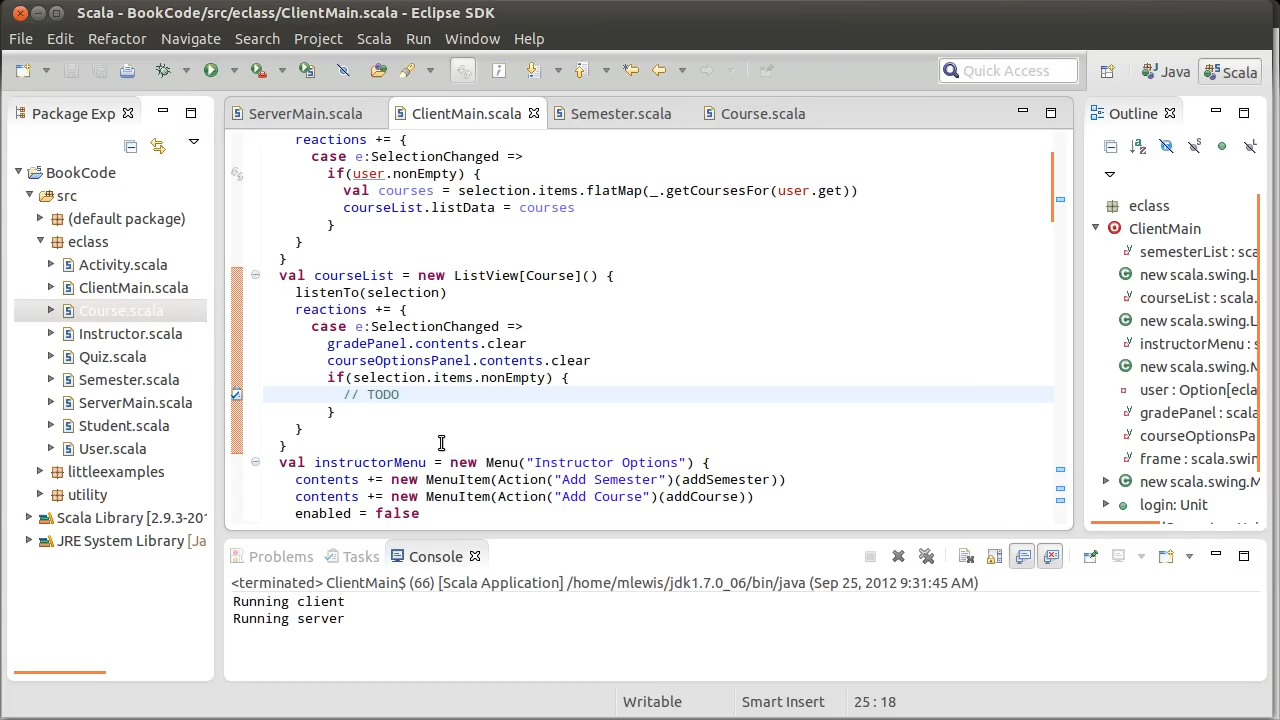 Scala - BookCode/src/eclass/ClientMain.scala - Eclipse SDK
File Edit Refactor Navigate Search Project Scala Run Window Help
Quick Access
Java
Scala
Package Exp
BookCode
src
(default package)
eclass
Activity.scala
ClientMain.scala
Course.scala
Instructor.scala
Quiz.scala
Semester.scala
ServerMain.scala
Student.scala
User.scala
littleexamples
utility
Scala Library [2.9.3-201
JRE System Library [Ja
ServerMain.scala ClientMain.scala Semester.scala Course.scala
reactions += {
case e:SelectionChanged =>
if(user.nonEmpty) {
val courses = selection.items.flatMap(_.getCoursesFor(user.get))
courseList.listData = courses
}
}
}
val courseList = new ListView[Course]() {
listenTo(selection)
reactions += {
case e:SelectionChanged =>
gradePanel.contents.clear
courseOptionsPanel.contents.clear
if(selection.items.nonEmpty) {
// TODO
}
}
}
val instructorMenu = new Menu("Instructor Options") {
contents += new MenuItem(Action("Add Semester")(addSemester))
contents += new MenuItem(Action("Add Course")(addCourse))
enabled = false
Outline
eclass
ClientMain
semesterList : sca
new scala.swing.L
courseList : scala.
new scala.swing.L
instructorMenu : s
new scala.swing.M
user : Option[ecla
gradePanel : scala
courseOptionsPa
frame : scala.swin
new scala.swing.M
login: Unit
Problems Tasks Console
<terminated> ClientMain$ (66) [Scala Application] /home/mlewis/jdk1.7.0_06/bin/java (Sep 25, 2012 9:31:45 AM)
Running client
Running server
Writable Smart Insert 25 : 18